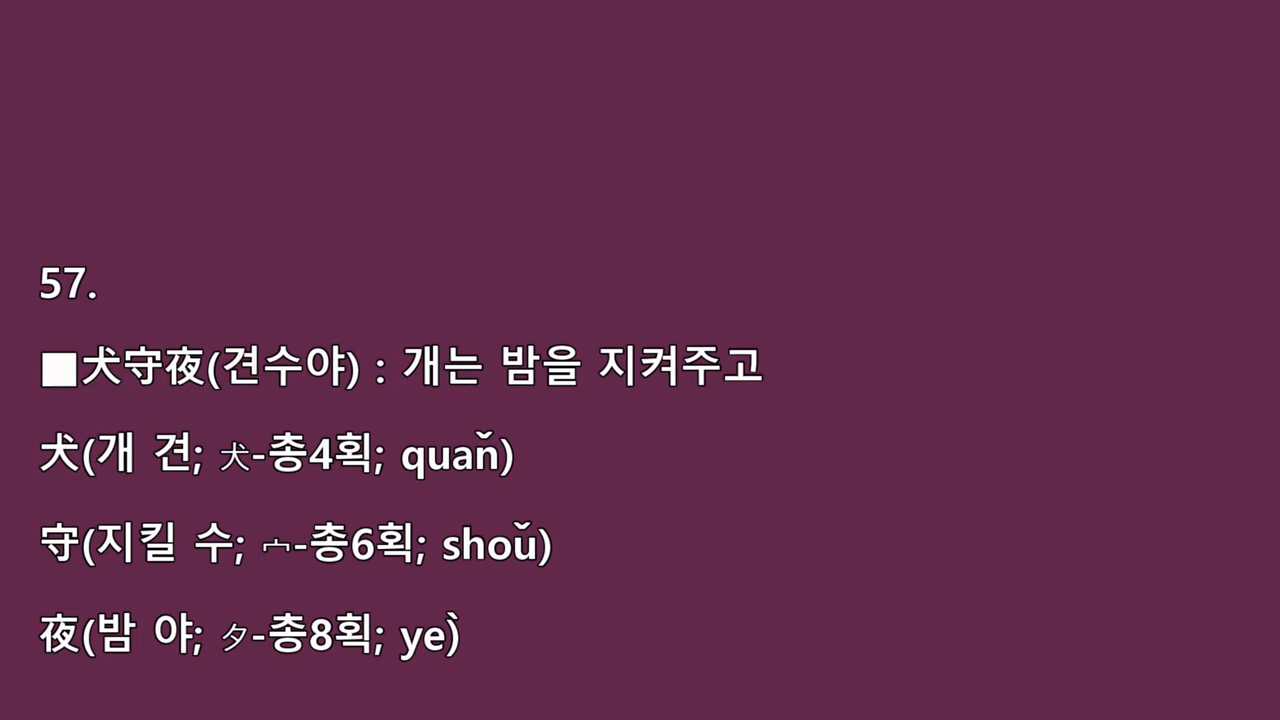 57.
■犬守夜(견수야) : 개는 밤을 지켜주고
犬(개 견; 犬-총4획; quaň)
守(지킬 수; 宀-총6획; shoǔ)
夜(밤 야; 夕-총8획; yè)